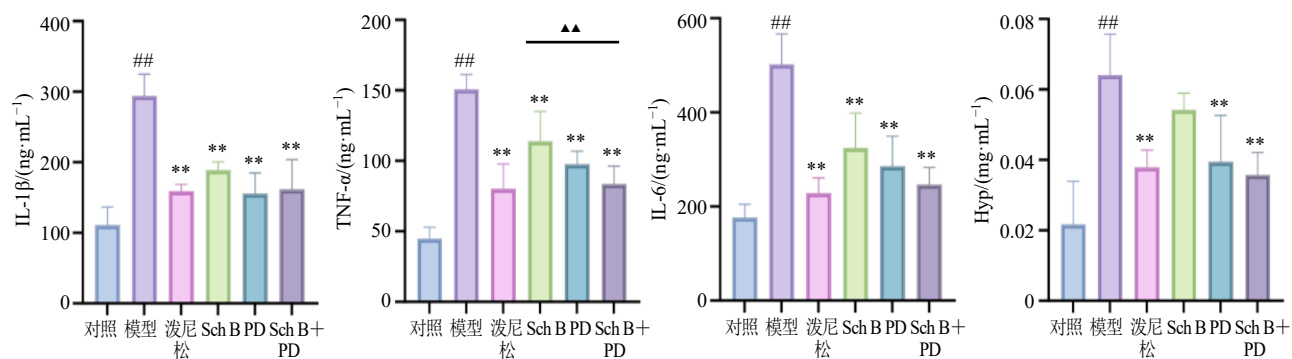 IL-1β/(ng·mL⁻¹)
400
300
200
100
0
##
**
**
**
**
对照
模型
泼尼
松
Sch B
PD
Sch B+
PD
TNF-α/(ng·mL⁻¹)
200
150
100
50
0
##
**
**
**
**
▲▲
对照
模型
泼尼
松
Sch B
PD
Sch B+
PD
IL-6/(ng·mL⁻¹)
600
400
200
0
##
**
**
**
**
对照
模型
泼尼
松
Sch B
PD
Sch B+
PD
Hyp/(mg·mL⁻¹)
0.08
0.06
0.04
0.02
0
##
**
**
**
对照
模型
泼尼
松
Sch B
PD
Sch B+
PD